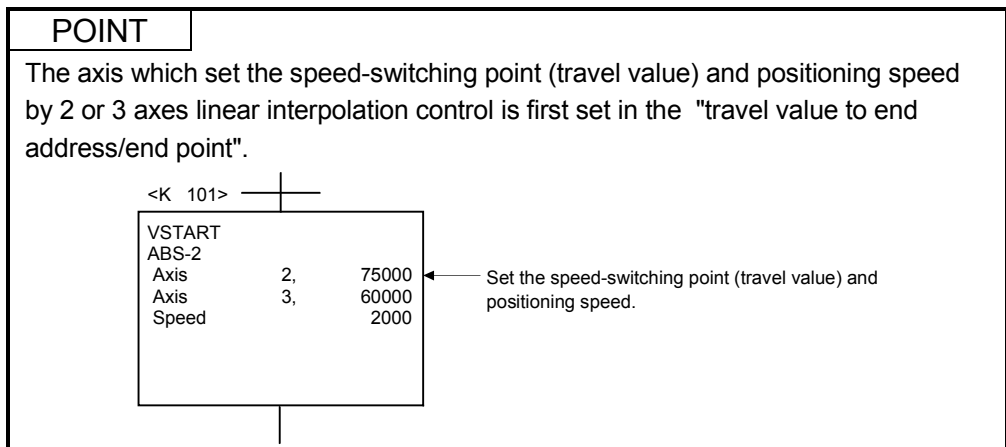 POINT
The axis which set the speed-switching point (travel value) and positioning speed
by 2 or 3 axes linear interpolation control is first set in the "travel value to end
address/end point".
<K 101>
VSTART
ABS-2
Axis 2, 75000
Axis 3, 60000
Speed 2000
Set the speed-switching point (travel value) and
positioning speed.